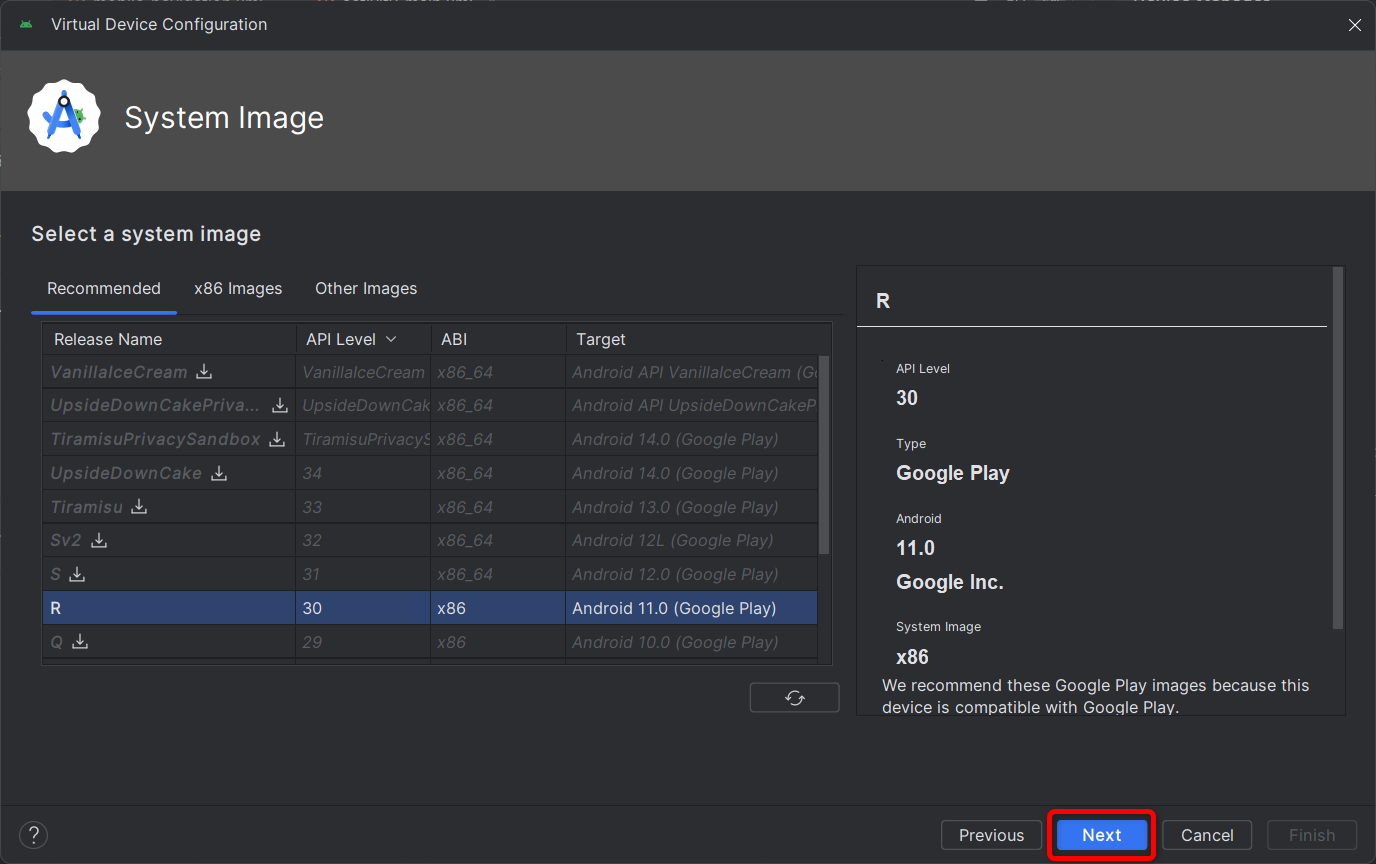 Virtual Device Configuration
System Image
Select a system image
Recommended x86 Images Other Images
Release Name API Level ABI Target
VanillaIceCream VanillaIceCream x86_64 Android API VanillaIceCream (Go
UpsideDownCakePriva... UpsideDownCak x86_64 Android API UpsideDownCakeP
TiramisuPrivacySandbox TiramisuPrivacyS x86_64 Android 14.0 (Google Play)
UpsideDownCake 34 x86_64 Android 14.0 (Google Play)
Tiramisu 33 x86_64 Android 13.0 (Google Play)
Sv2 32 x86_64 Android 12L (Google Play)
S 31 x86_64 Android 12.0 (Google Play)
R 30 x86 Android 11.0 (Google Play)
Q 29 x86 Android 10.0 (Google Play)
R
API Level
30
Type
Google Play
Android
11.0
Google Inc.
System Image
x86
We recommend these Google Play images because this
device is compatible with Google Play.
? Previous Next Cancel Finish